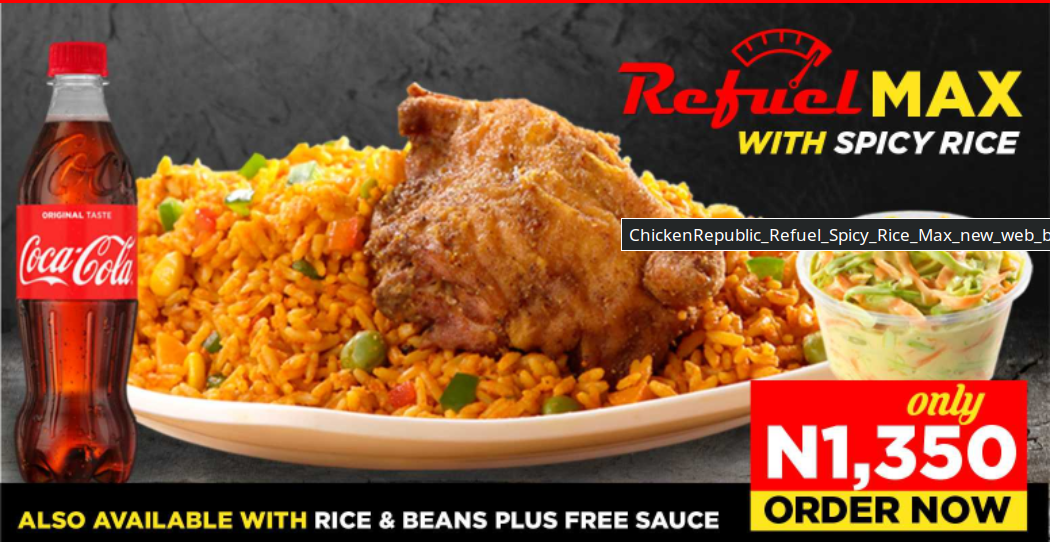 Refuel MAX
WITH SPICY RICE
ORIGINAL TASTE
Coca-Cola
ChickenRepublic_Refuel_Spicy_Rice_Max_new_web_b
only
N1,350
ORDER NOW
ALSO AVAILABLE WITH RICE & BEANS PLUS FREE SAUCE